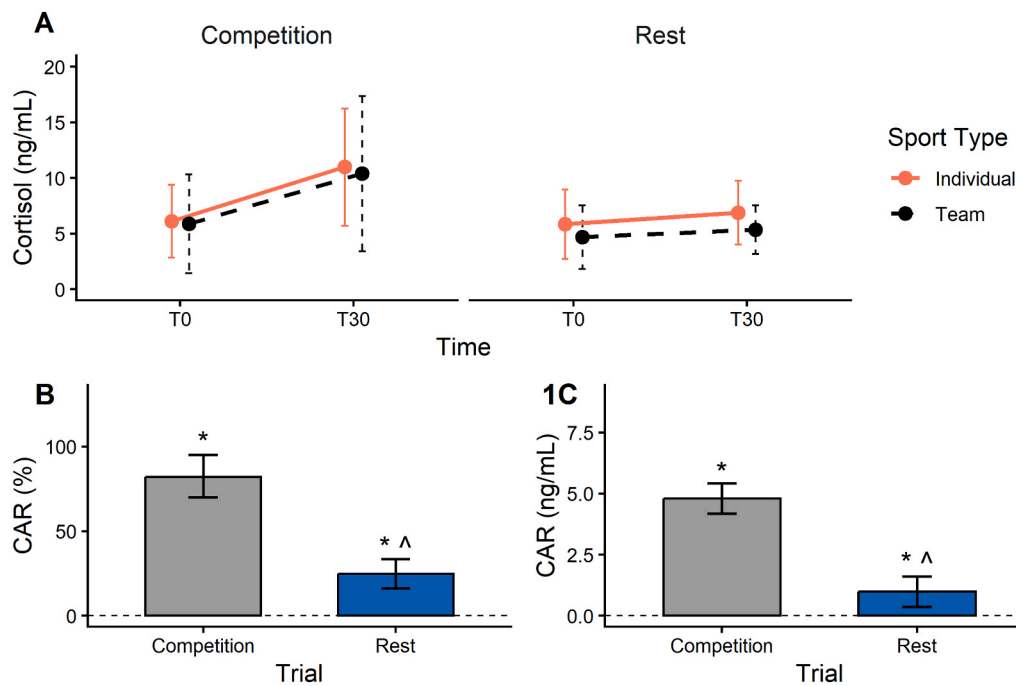 A
Competition
Rest
Cortisol (ng/mL)
20
15
10
5
0
T0
T30
T0
T30
Time
Sport Type
Individual
Team
B
CAR (%)
100
50
0
*
* ^
Competition
Rest
Trial
1C
CAR (ng/mL)
7.5
5.0
2.5
0.0
*
* ^
Competition
Rest
Trial